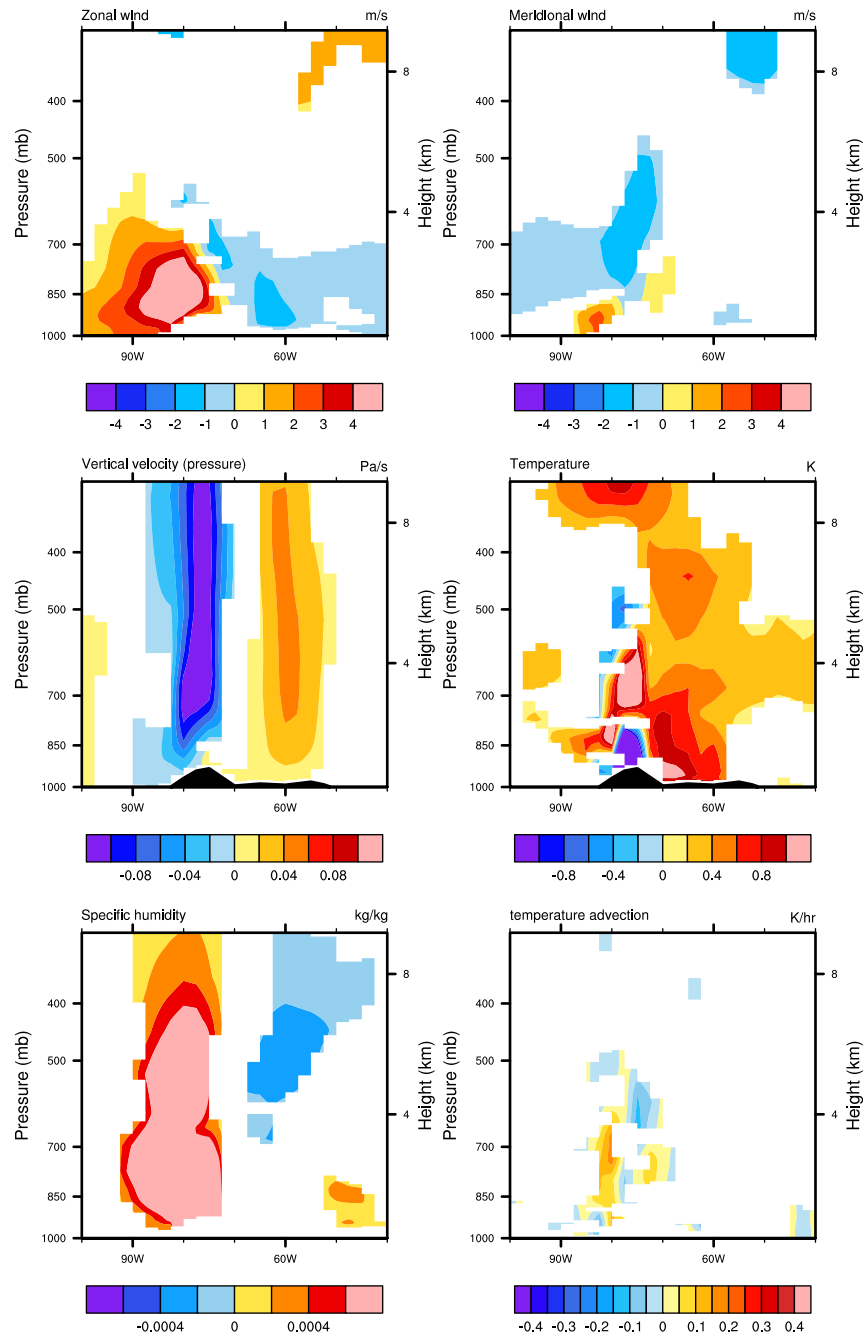 Zonal wind m/s
Meridional wind m/s
Pressure (mb)
Height (km)
400
500
700
850
1000
8
4
90W 60W
Pressure (mb)
Height (km)
400
500
700
850
1000
8
4
90W 60W
-4 -3 -2 -1 0 1 2 3 4
-4 -3 -2 -1 0 1 2 3 4
Vertical velocity (pressure) Pa/s
Temperature K
Pressure (mb)
Height (km)
400
500
700
850
1000
8
4
90W 60W
Pressure (mb)
Height (km)
400
500
700
850
1000
8
4
90W 60W
-0.08 -0.04 0 0.04 0.08
-0.8 -0.4 0 0.4 0.8
Specific humidity kg/kg
temperature advection K/hr
Pressure (mb)
Height (km)
400
500
700
850
1000
8
4
90W 60W
Pressure (mb)
Height (km)
400
500
700
850
1000
8
4
90W 60W
-0.0004 0 0.0004
-0.4 -0.3 -0.2 -0.1 0 0.1 0.2 0.3 0.4